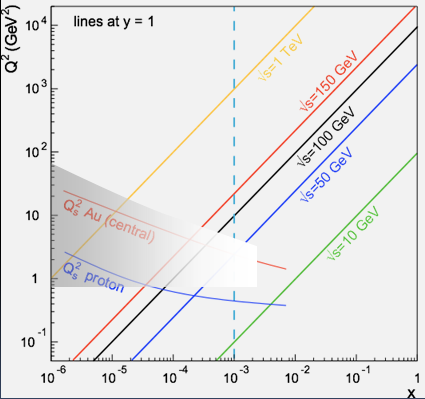 Q² (GeV²)
lines at y = 1
10⁴
10³
10²
10
1
10⁻¹
√s=1 TeV
√s=150 GeV
√s=100 GeV
√s=50 GeV
√s=10 GeV
Qₛ² Au (central)
Qₛ² proton
10⁻⁶ 10⁻⁵ 10⁻⁴ 10⁻³ 10⁻² 10⁻¹ 1
x